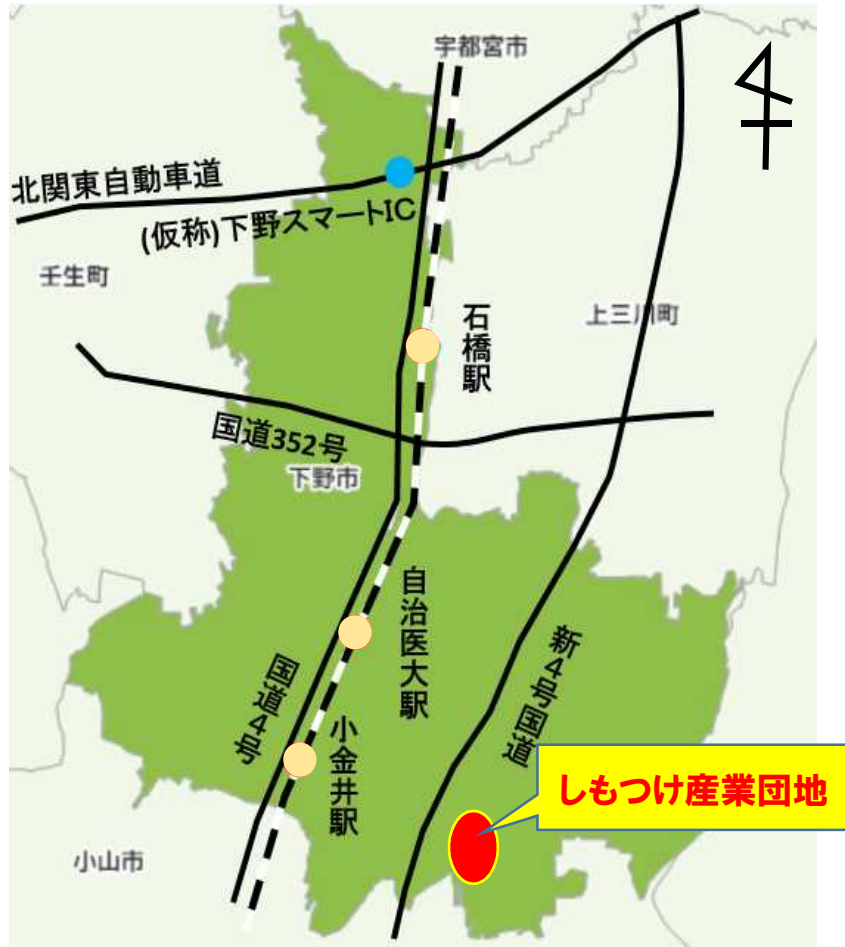 宇都宮市
北関東自動車道
(仮称)下野スマートIC
壬生町
石橋駅
上三川町
国道352号
下野市
自治医大駅
新4号国道
国道4号
小金井駅
しもつけ産業団地
小山市